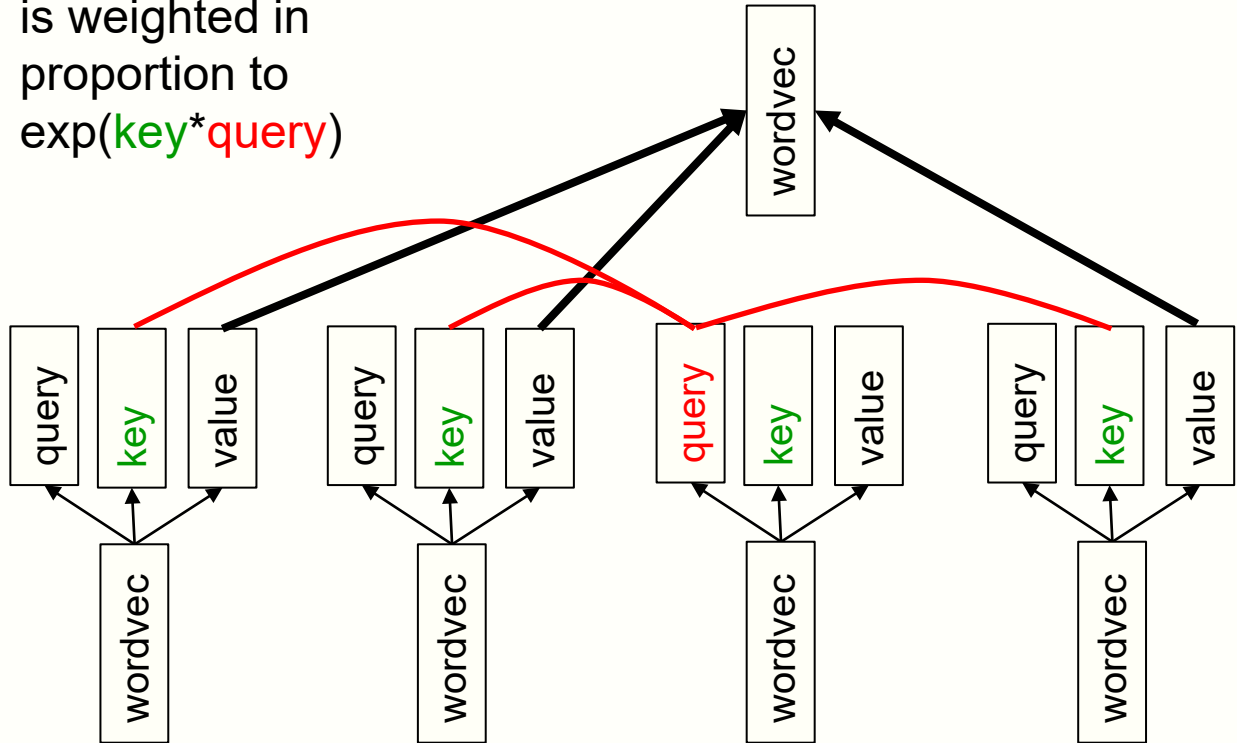 is weighted in
proportion to
exp(key*query)
wordvec
query
key
value
query
key
value
query
key
value
query
key
value
wordvec
wordvec
wordvec
wordvec